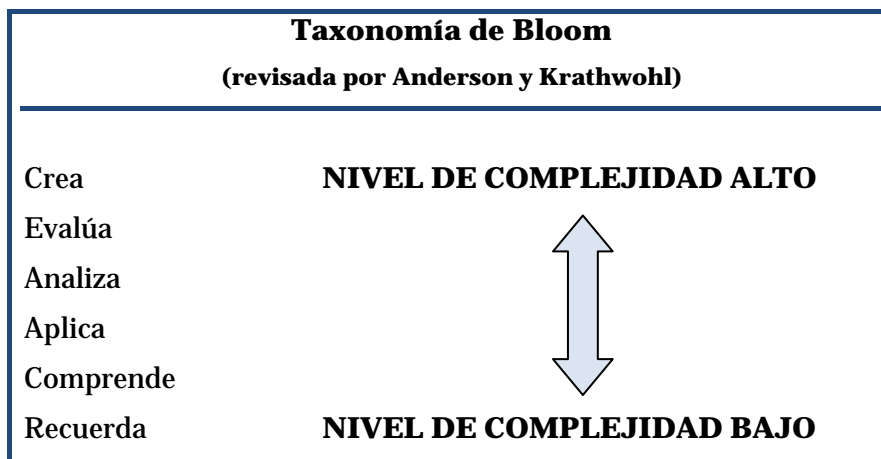 Taxonomía de Bloom
(revisada por Anderson y Krathwohl)
Crea NIVEL DE COMPLEJIDAD ALTO
Evalúa
Analiza
Aplica
Comprende
Recuerda NIVEL DE COMPLEJIDAD BAJO